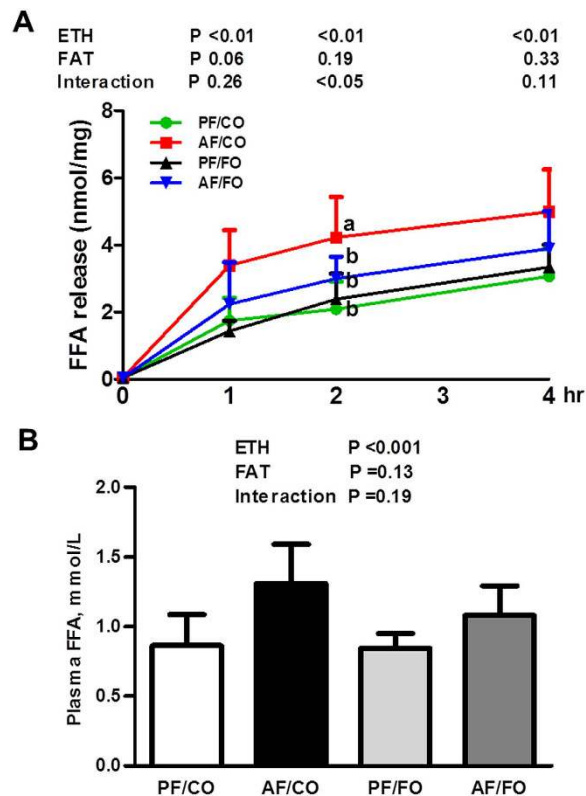 A
ETH P <0.01 <0.01 <0.01
FAT P 0.06 0.19 0.33
Interaction P 0.26 <0.05 0.11
8
PF/CO
AF/CO
PF/FO
AF/FO
6
4
2
0
FFA release (nmol/mg)
a
b
b
b
0 1 2 3 4 hr
B
ETH P <0.001
FAT P =0.13
Interaction P =0.19
2.0
1.5
1.0
0.5
0.0
Plasma FFA, mmol/L
PF/CO AF/CO PF/FO AF/FO